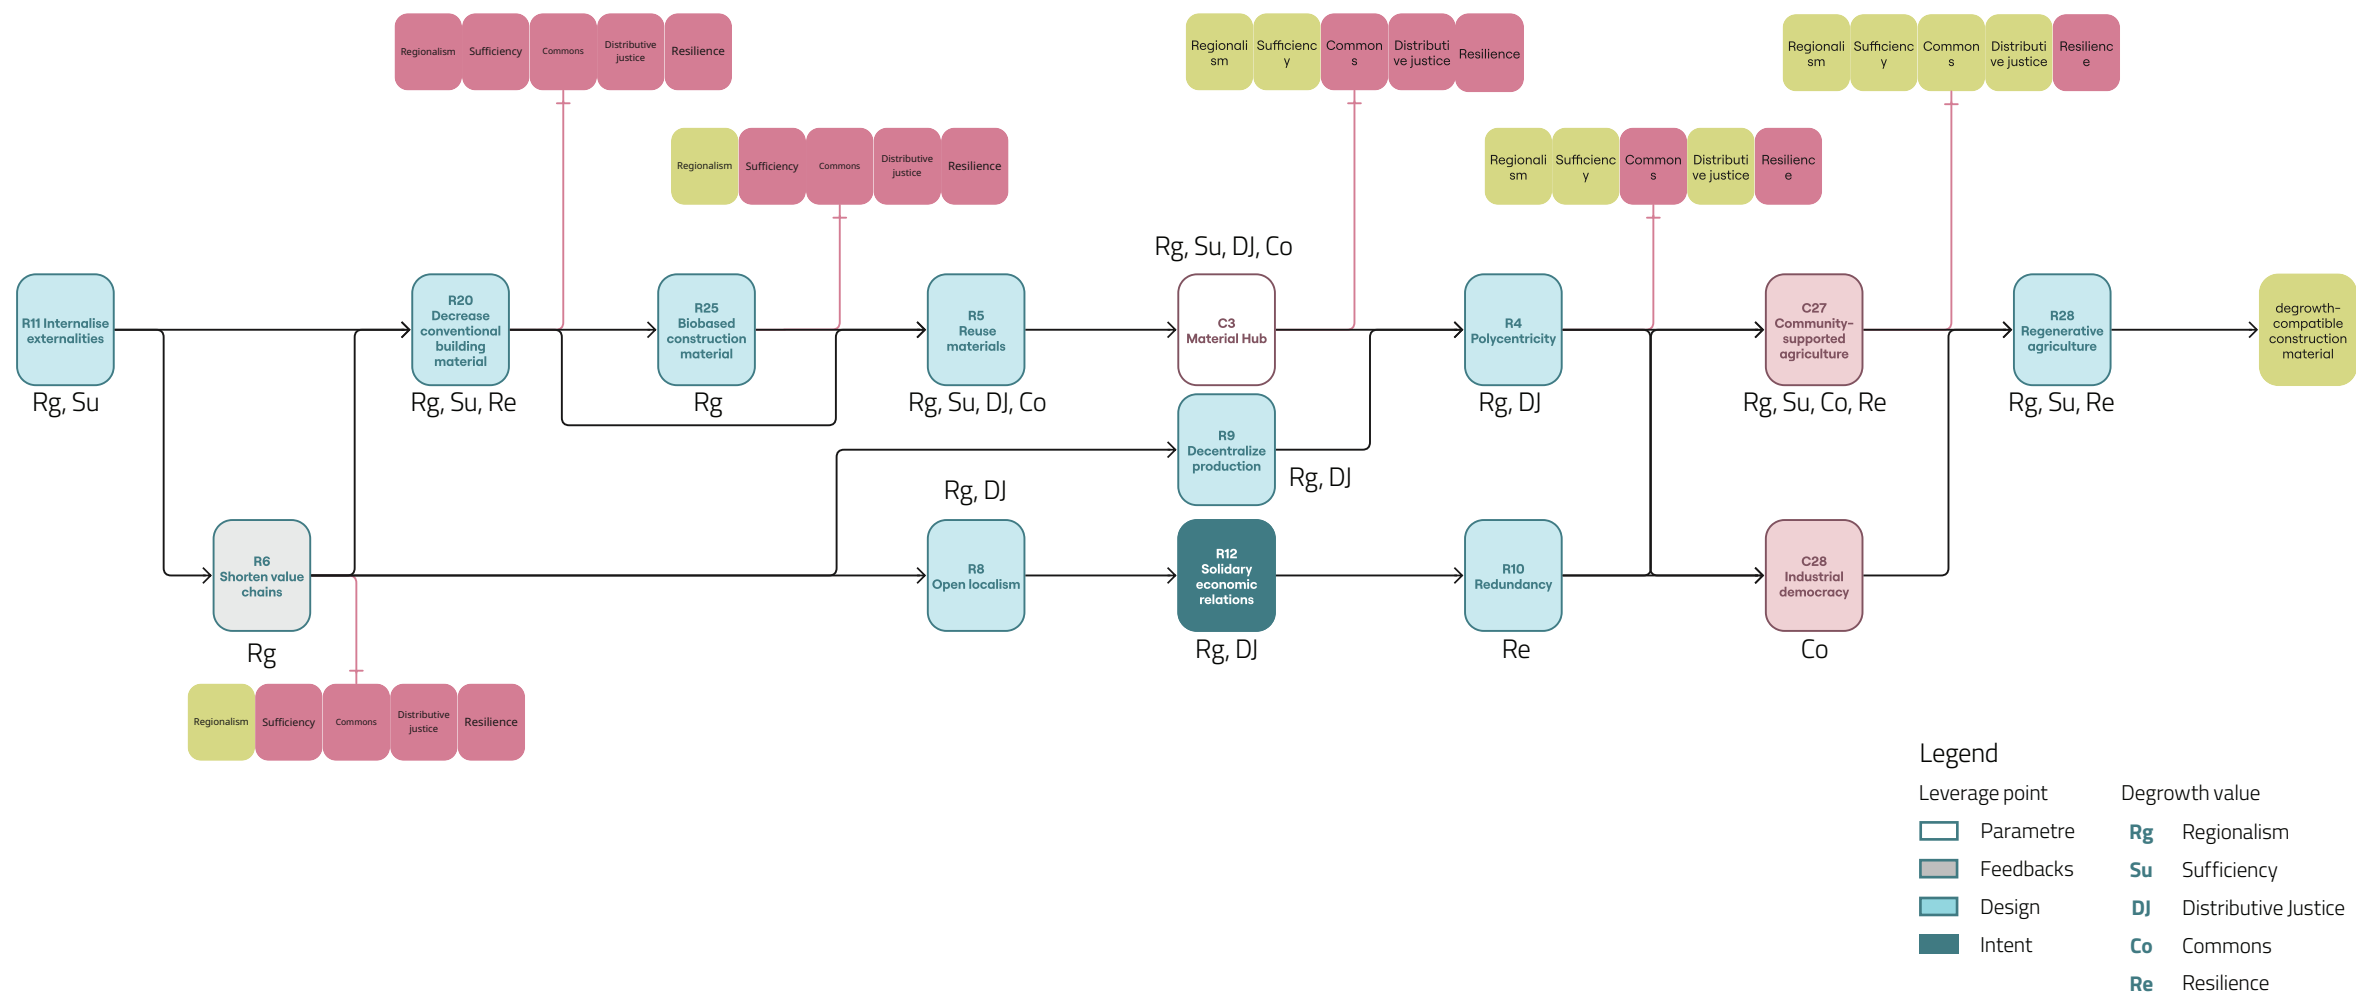 Regionalism
Sufficiency
Commons
Distributive
justice
Resilience
Regionali
sm
Sufficienc
y
Common
s
Distributi
ve justice
Resilience
Regionali
sm
Sufficienc
y
Common
s
Distributi
ve justice
Resilienc
e
Regionalism
Sufficiency
Commons
Distributive
justice
Resilience
Regionali
sm
Sufficienc
y
Common
s
Distributi
ve justice
Resilienc
e
Rg, Su, DJ, Co
R11 Internalise
externalities
R20
Decrease
conventional
building
material
R25
Biobased
construction
material
R5
Reuse
materials
C3
Material Hub
R4
Polycentricity
C27
Community-
supported
agriculture
R28
Regenerative
agriculture
degrowth-
compatible
construction
material
Rg, Su
Rg, Su, Re
Rg
Rg, Su, DJ, Co
Rg, DJ
Rg, Su, Co, Re
Rg, Su, Re
R9
Decentralize
production
Rg, DJ
Rg, DJ
R6
Shorten value
chains
R8
Open localism
R12
Solidary
economic
relations
R10
Redundancy
C28
Industrial
democracy
Rg
Rg, DJ
Re
Co
Regionalism
Sufficiency
Commons
Distributive
justice
Resilience
Legend
Leverage point
Parametre
Feedbacks
Design
Intent
Degrowth value
Rg Regionalism
Su Sufficiency
DJ Distributive Justice
Co Commons
Re Resilience